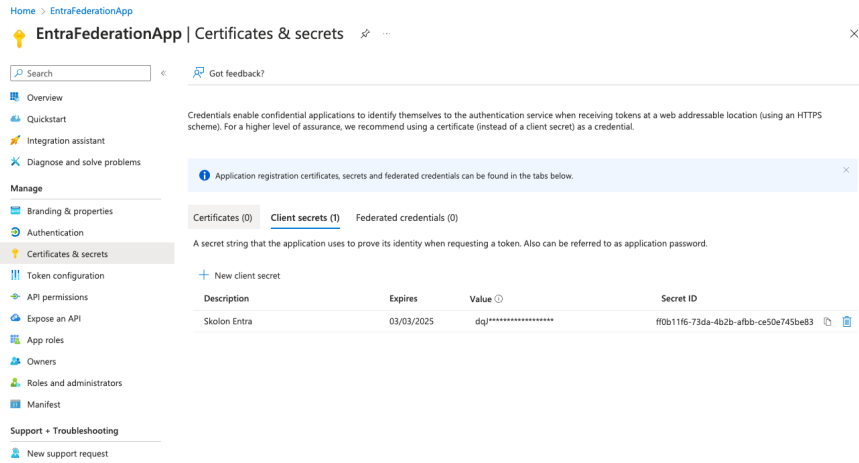 Home > EntraFederationApp
EntraFederationApp | Certificates & secrets
Search
Got feedback?
Overview
Quickstart
Integration assistant
Diagnose and solve problems
Manage
Branding & properties
Authentication
Certificates & secrets
Token configuration
API permissions
Expose an API
App roles
Owners
Roles and administrators
Manifest
Support + Troubleshooting
New support request
Credentials enable confidential applications to identify themselves to the authentication service when receiving tokens at a web addressable location (using an HTTPS
scheme). For a higher level of assurance, we recommend using a certificate (instead of a client secret) as a credential.
Application registration certificates, secrets and federated credentials can be found in the tabs below.
Certificates (0) Client secrets (1) Federated credentials (0)
A secret string that the application uses to prove its identity when requesting a token. Also can be referred to as application password.
New client secret
Description Expires Value Secret ID
Skolon Entra 03/03/2025 dqJ****************** ff0b11f6-73da-4b2b-afbb-ce50e745be83